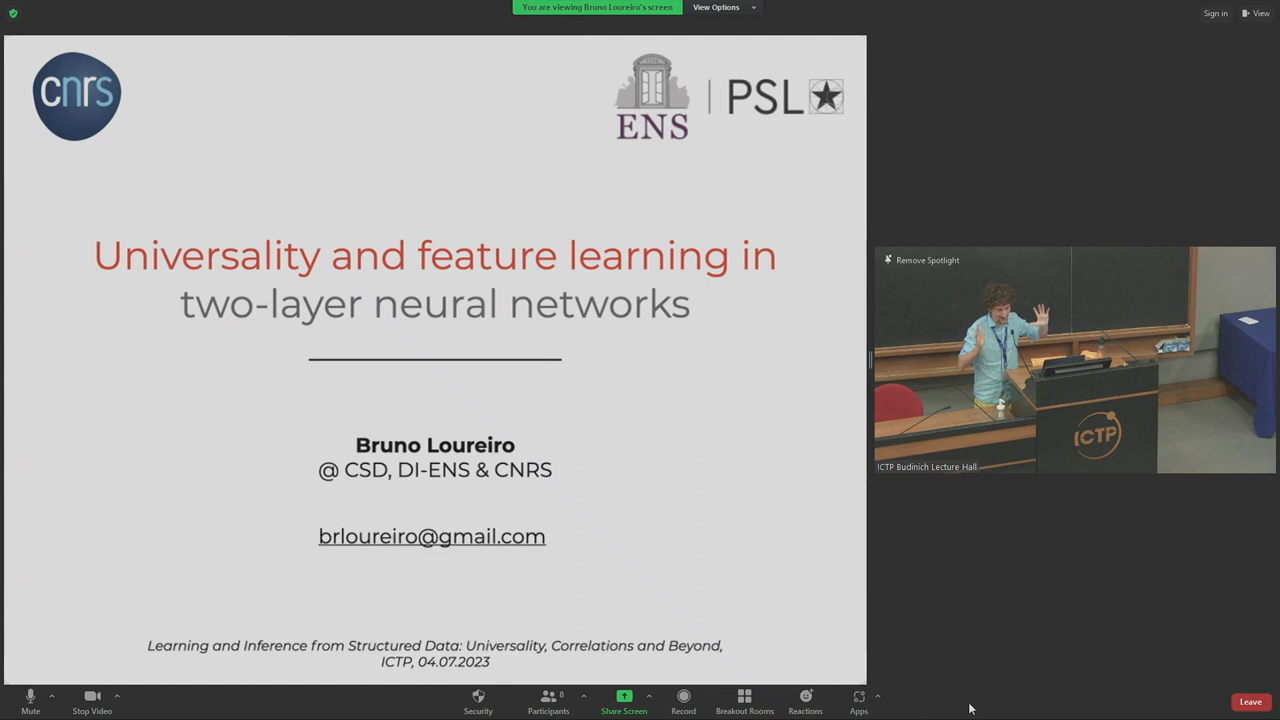 You are viewing Bruno Loureiro's screen
View Options
Sign in
View
cnrs
ENS
PSL
Universality and feature learning in
two-layer neural networks
Bruno Loureiro
@ CSD, DI-ENS & CNRS
brloureiro@gmail.com
Learning and Inference from Structured Data: Universality, Correlations and Beyond,
ICTP, 04.07.2023
Remove Spotlight
ICTP
ICTP Budinich Lecture Hall
Mute
Stop Video
Security
Participants
8
Share Screen
Record
Breakout Rooms
Reactions
Apps
Leave